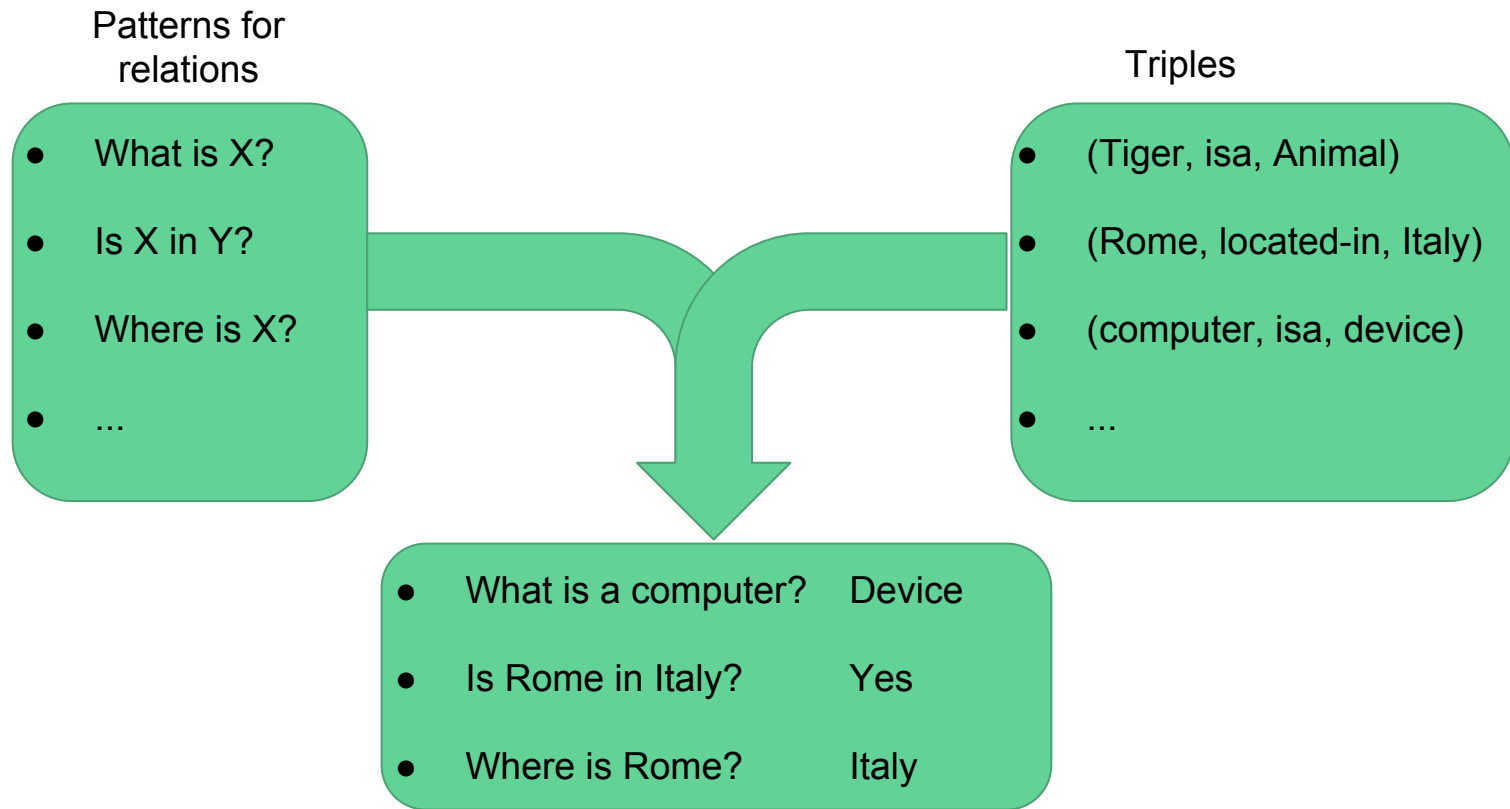 Patterns for
relations
● What is X?
● Is X in Y?
● Where is X?
● ...
Triples
● (Tiger, isa, Animal)
● (Rome, located-in, Italy)
● (computer, isa, device)
● ...
● What is a computer? Device
● Is Rome in Italy? Yes
● Where is Rome? Italy